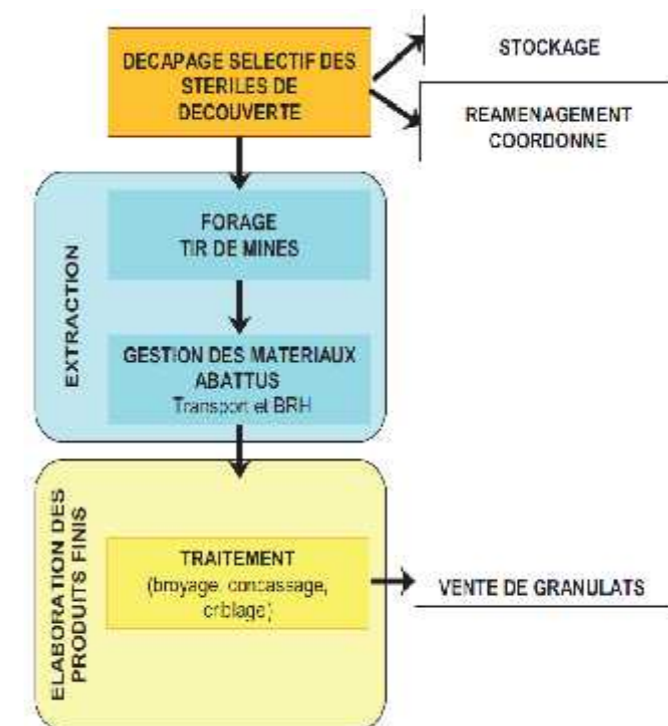 DECAPAGE SELECTIF DES
STERILES DE
DECOUVERTE
STOCKAGE
REAMENAGEMENT
COORDONNE
EXTRACTION
FORAGE
TIR DE MINES
GESTION DES MATERIAUX
ABATTUS
Transport et BRH
ELABORATION DES
PRODUITS FINIS
TRAITEMENT
(broyage, concassage,
criblage)
VENTE DE GRANULATS